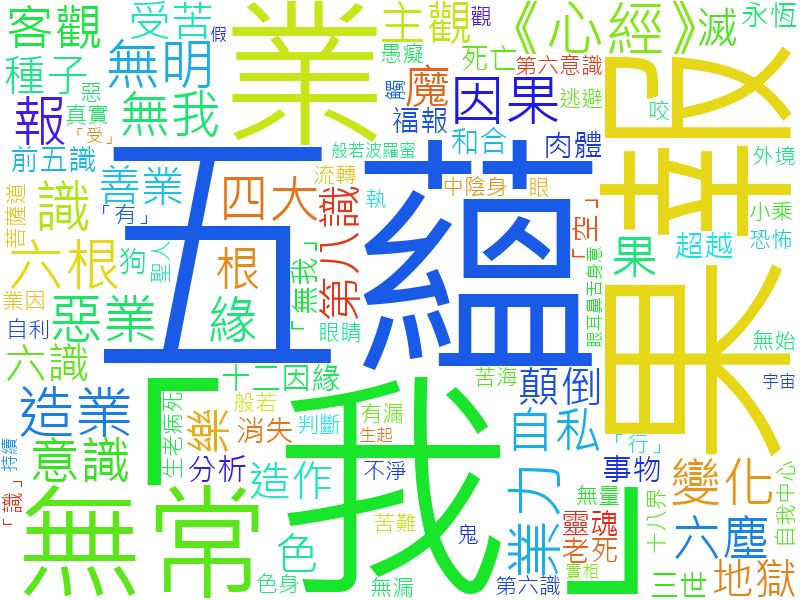 客觀
受苦
假
主觀
觀
《心經》
滅
永恆
種子
無明
業
愚癡
死亡
第六意識
果報
惡
報
真實
「受」
無我
觸
魔
福報
因果
逃避
咬
前五識
般若波羅蜜
和合
肉體
外境
菩薩道
識
善業
「有」
四大
流轉
第八識
執
中陰身
眼
「空」
小乘
恐怖
五蘊
六根
狗
聖人
根
「無我」
眼耳鼻舌身意
果
超越
業因
自利
惡業
緣
眼睛
無始
六識
十二因緣
苦海
顛倒
宇宙
造業
生老病死
樂
般若
消失
判斷
有漏
生起
自私
「行」
「我」
持續
意識
分析
造作
不淨
業力
事物
變化
「識」
無常
苦難
鬼
無量
靈魂
十八界
六塵
自我中心
色
色身
無漏
第六識
老死
實相
三世
地獄